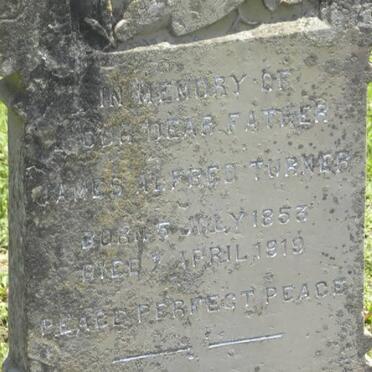 IN MEMORY OF
OUR DEAR FATHER
JAMES ALFRED TURNER
BORN 5 JULY 1853
DIED 7 APRIL 1919
PEACE PERFECT PEACE